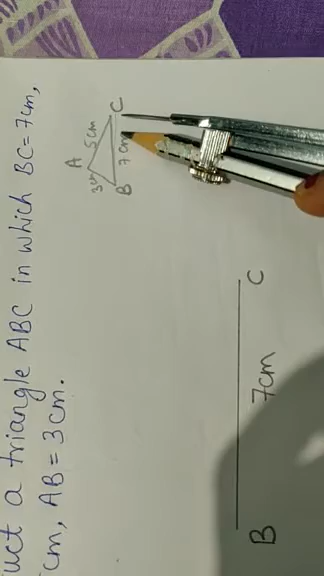 uct a triangle ABC in which BC=7cm,
cm, AB = 3cm.
A
5cm
C
3cm
7cm
B
B
7cm
C